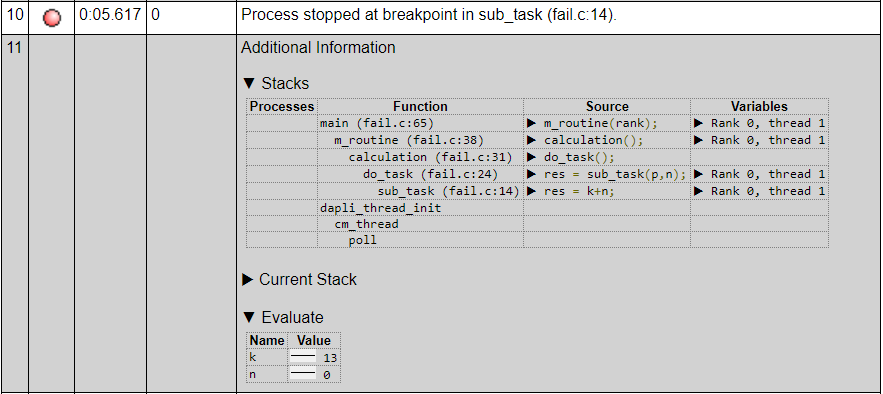 10 0:05.617 0 Process stopped at breakpoint in sub_task (fail.c:14).
11 Additional Information
▼ Stacks
Processes Function Source Variables
main (fail.c:65) ▶ m_routine(rank); ▶ Rank 0, thread 1
m_routine (fail.c:38) ▶ calculation(); ▶ Rank 0, thread 1
calculation (fail.c:31) ▶ do_task();
do_task (fail.c:24) ▶ res = sub_task(p,n); ▶ Rank 0, thread 1
sub_task (fail.c:14) ▶ res = k+n; ▶ Rank 0, thread 1
dapli_thread_init
cm_thread
poll
▶ Current Stack
▼ Evaluate
Name Value
k 13
n 0